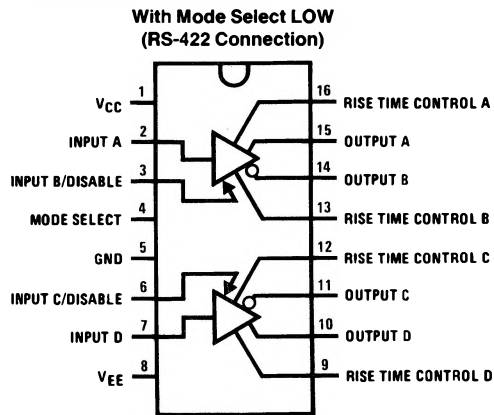 With Mode Select LOW
(RS-422 Connection)
1
VCC
16
RISE TIME CONTROL A
2
INPUT A
15
OUTPUT A
3
INPUT B/DISABLE
14
OUTPUT B
4
MODE SELECT
13
RISE TIME CONTROL B
5
GND
12
RISE TIME CONTROL C
6
INPUT C/DISABLE
11
OUTPUT C
7
INPUT D
10
OUTPUT D
8
VEE
9
RISE TIME CONTROL D